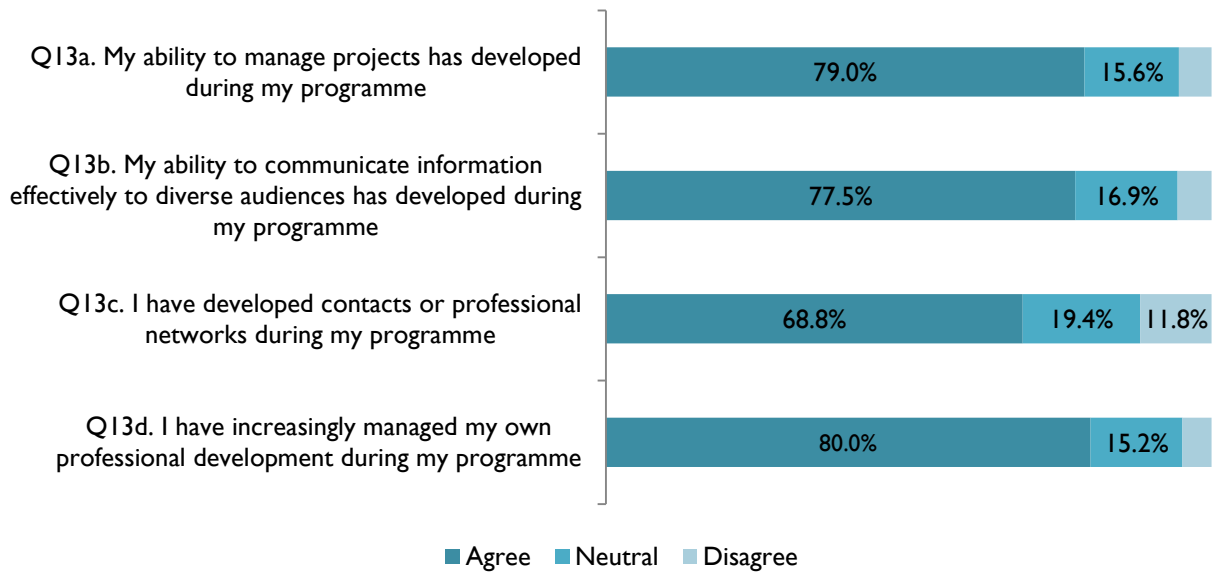 Q13a. My ability to manage projects has developed
during my programme
79.0%
15.6%
Q13b. My ability to communicate information
effectively to diverse audiences has developed during
my programme
77.5%
16.9%
Q13c. I have developed contacts or professional
networks during my programme
68.8%
19.4%
11.8%
Q13d. I have increasingly managed my own
professional development during my programme
80.0%
15.2%
Agree Neutral Disagree